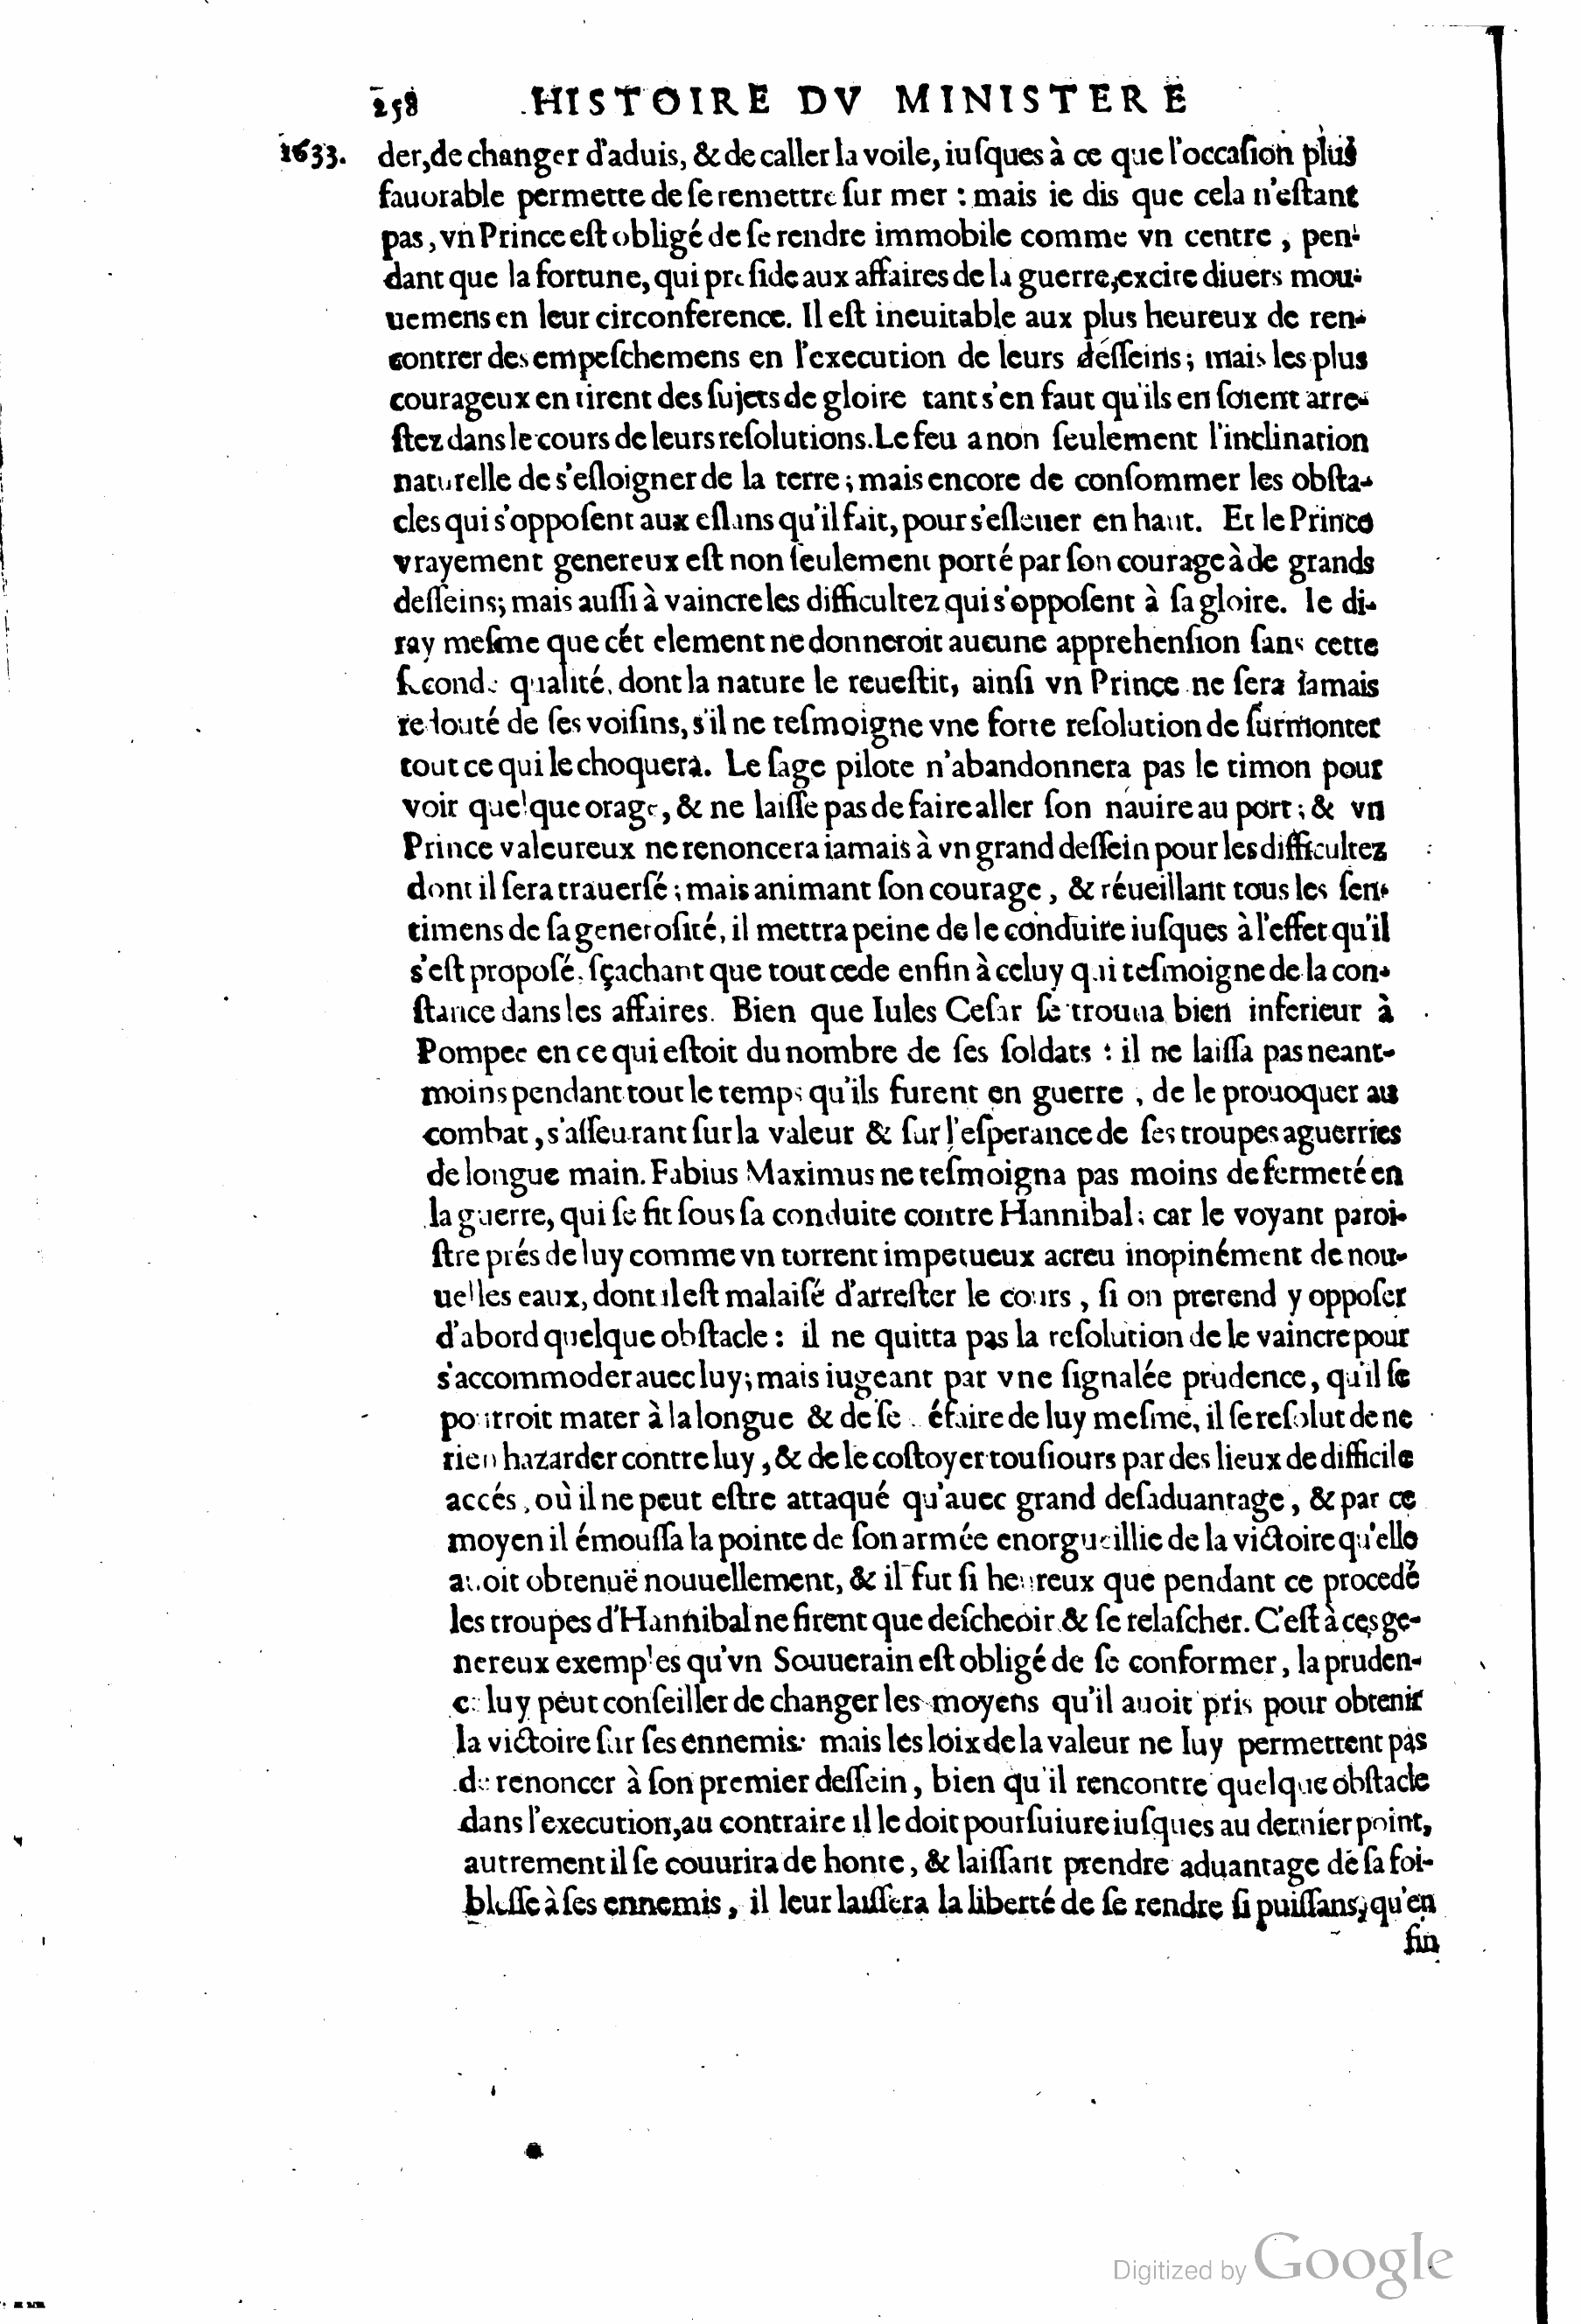 258 HISTOIRE DV MINISTERE
1633. der, de changer d'aduis, & de caller la voile, iuſques à ce que l'occaſion plus
fauorable permette de ſe remettre ſur mer : mais ie dis que cela n'eſtant
pas, vn Prince eſt obligé de ſe rendre immobile comme vn centre, pen-
dant que la fortune, qui preſide aux affaires de la guerre, excite diuers mou-
uemens en leur circonference. Il eſt ineuitable aux plus heureux de ren-
contrer des empeſchemens en l'execution de leurs deſſeins; mais les plus
courageux en tirent des ſujets de gloire tant s'en faut qu'ils en ſoient arre-
ſtez dans le cours de leurs reſolutions. Le feu a non ſeulement l'inclination
naturelle de s'eſloigner de la terre; mais encore de conſommer les obſta-
cles qui s'oppoſent aux eſlans qu'il fait, pour s'eſleuer en haut. Et le Prince
vrayement genereux eſt non ſeulement porté par ſon courage à de grands
deſſeins; mais auſſi à vaincre les difficultez qui s'oppoſent à ſa gloire. Ie di-
ray meſme que cét element ne donneroit aucune apprehenſion ſans cette
ſeconde qualité, dont la nature le reueſtit, ainſi vn Prince ne ſera iamais
redouté de ſes voiſins, s'il ne teſmoigne vne forte reſolution de ſurmonter
tout ce qui le choquera. Le ſage pilote n'abandonnera pas le timon pour
voir quelque orage, & ne laiſſe pas de faire aller ſon nauire au port; & vn
Prince valeureux ne renoncera iamais à vn grand deſſein pour les difficultez
dont il ſera trauerſé; mais animant ſon courage, & réueillant tous les ſen-
timens de ſa generoſité, il mettra peine de le conduire iuſques à l'effet qu'il
s'eſt propoſé, ſçachant que tout cede enfin à celuy qui teſmoigne de la con-
ſtance dans les affaires. Bien que Iules Ceſar ſe trouua bien inferieur à
Pompee en ce qui eſtoit du nombre de ſes ſoldats : il ne laiſſa pas neant-
moins pendant tout le temps qu'ils furent en guerre, de le prouoquer au
combat, s'aſſeurant ſur la valeur & ſur l'eſperance de ſes troupes aguerries
de longue main. Fabius Maximus ne teſmoigna pas moins de fermeté en
la guerre, qui ſe fit ſous ſa conduite contre Hannibal; car le voyant paroi-
ſtre prés de luy comme vn torrent impetueux acreu inopinément de nou-
uelles eaux, dont il eſt malaiſé d'arreſter le cours, ſi on pretend y oppoſer
d'abord quelque obſtacle : il ne quitta pas la reſolution de le vaincre pour
s'accommoder auec luy; mais iugeant par vne ſignalée prudence, qu'il ſe
pourroit mater à la longue & de ſe défaire de luy meſme, il ſe reſolut de ne
rien hazarder contre luy, & de le coſtoyer touſiours par des lieux de difficile
accés, où il ne peut eſtre attaqué qu'auec grand deſaduantage, & par ce
moyen il émouſſa la pointe de ſon armée enorgueillie de la victoire qu'elle
auoit obtenuë nouuellement, & il fut ſi heureux que pendant ce procedé
les troupes d'Hannibal ne firent que deſcheoir & ſe relaſcher. C'eſt à ces ge-
nereux exemples qu'vn Souuerain eſt obligé de ſe conformer, la pruden-
ce luy peut conſeiller de changer les moyens qu'il auoit pris pour obtenir
la victoire ſur ſes ennemis: mais les loix de la valeur ne luy permettent pas
de renoncer à ſon premier deſſein, bien qu'il rencontre quelque obſtacle
dans l'execution, au contraire il le doit pourſuiure iuſques au dernier point,
autrement il ſe couurira de honte, & laiſſant prendre aduantage de ſa foi-
bleſſe à ſes ennemis, il leur laiſſera la liberté de ſe rendre ſi puiſſans, qu'en
fin
Digitized by Google